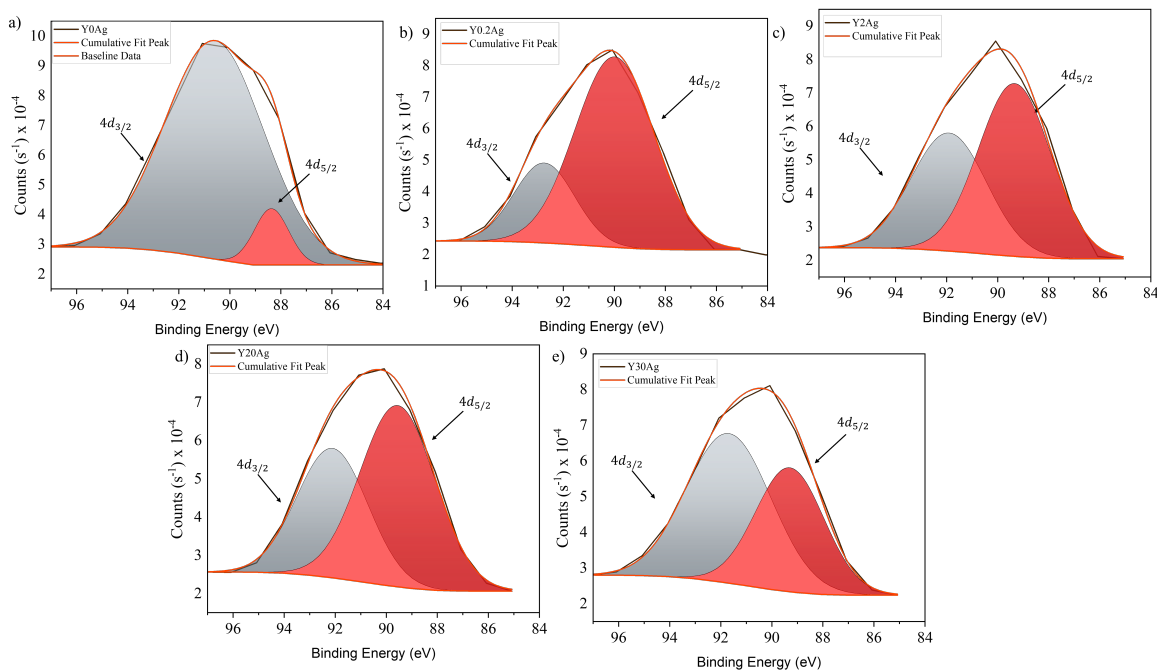 a)
Y0Ag
Cumulative Fit Peak
Baseline Data
4d3/2
4d5/2
Counts (s-1) x 10-4
10
9
8
7
6
5
4
3
2
96 94 92 90 88 86 84
Binding Energy (eV)
b)
Y0.2Ag
Cumulative Fit Peak
4d5/2
4d3/2
Counts (s-1) x 10-4
9
8
7
6
5
4
3
2
1
96 94 92 90 88 86 84
Binding Energy (eV)
c)
Y2Ag
Cumulative Fit Peak
4d5/2
4d3/2
Counts (s-1) x 10-4
9
8
7
6
5
4
3
2
1
96 94 92 90 88 86 84
Binding Energy (eV)
d)
Y20Ag
Cumulative Fit Peak
4d5/2
4d3/2
Counts (s-1) x 10-4
8
7
6
5
4
3
2
96 94 92 90 88 86 84
Binding Energy (eV)
e)
Y30Ag
Cumulative Fit Peak
4d5/2
4d3/2
Counts (s-1) x 10-4
9
8
7
6
5
4
3
2
96 94 92 90 88 86 84
Binding Energy (eV)